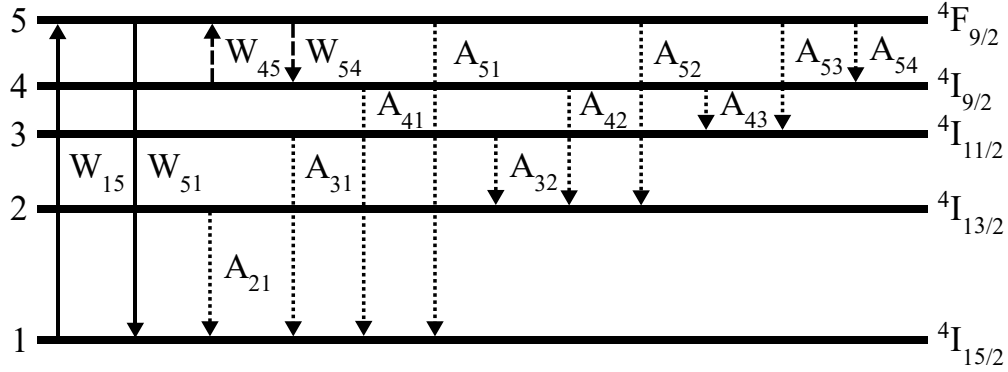 5 ⁴F₉/₂
W₄₅ W₅₄ A₅₁ A₅₂ A₅₃ A₅₄
4 ⁴I₉/₂
A₄₁ A₄₂ A₄₃
3 ⁴I₁₁/₂
W₁₅ W₅₁ A₃₁ A₃₂
2 ⁴I₁₃/₂
A₂₁
1 ⁴I₁₅/₂